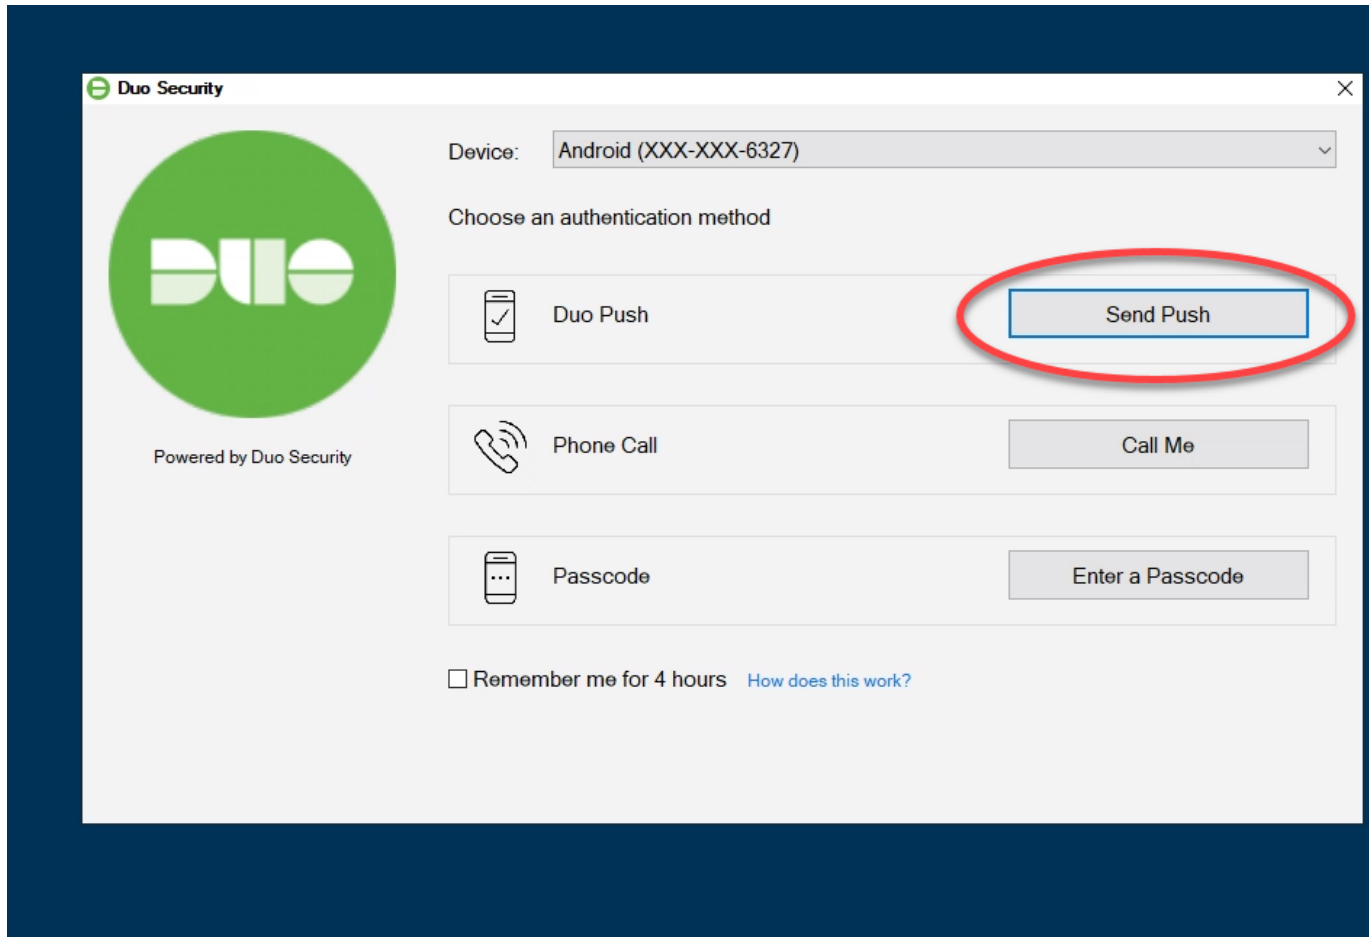 Duo Security
Device: Android (XXX-XXX-6327)
Choose an authentication method
DUO
Duo Push Send Push
Phone Call Call Me
Powered by Duo Security
Passcode Enter a Passcode
Remember me for 4 hours How does this work?